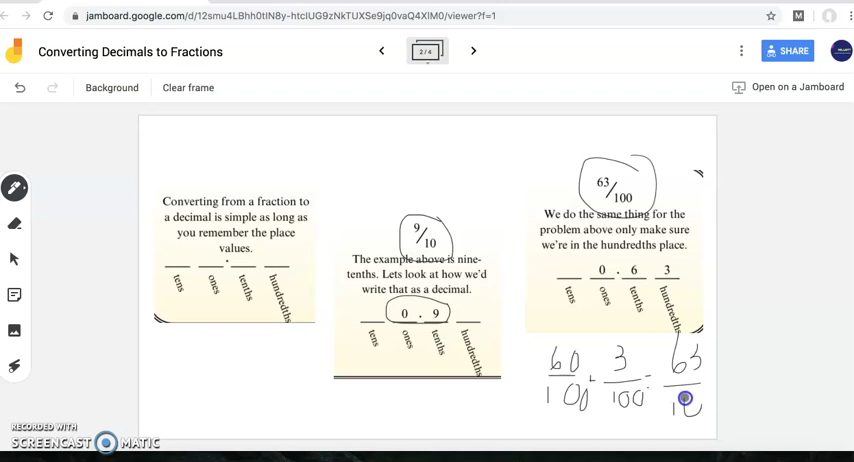 jamboard.google.com/d/12smu4LBhh0tIN8y-htcIUG9zNkTUXSe9jq0vaQ4XlM0/viewer?f=1
M
Converting Decimals to Fractions
2 / 4
SHARE
Background
Clear frame
Open on a Jamboard
Converting from a fraction to
a decimal is simple as long as
you remember the place
values.
.
tens ones tenths hundredths
9/10
The example above is nine-
tenths. Lets look at how we'd
write that as a decimal.
0 . 9
tens ones tenths hundredths
63/100
We do the same thing for the
problem above only make sure
we're in the hundredths place.
0 . 6 3
tens ones tenths hundredths
60/100 + 3/100 = 63/10
RECORDED WITH
SCREENCAST MATIC